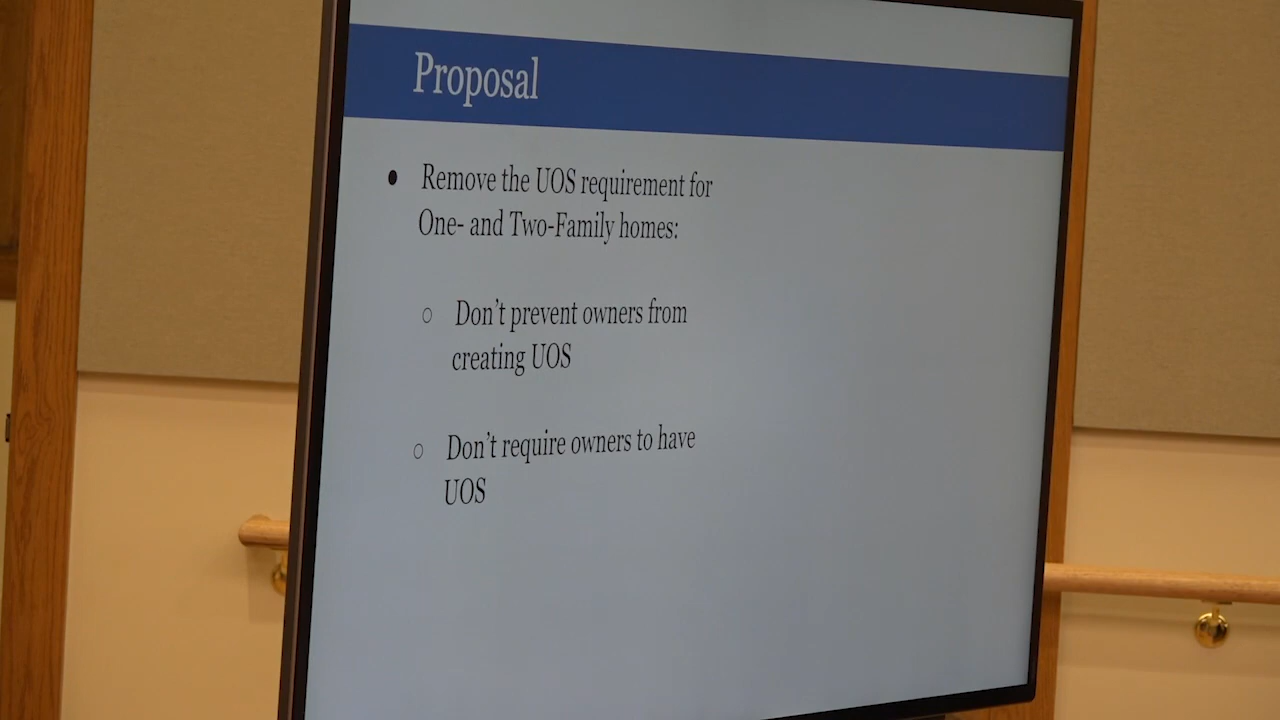 Proposal
● Remove the UOS requirement for
One- and Two-Family homes:
○ Don't prevent owners from
creating UOS
○ Don't require owners to have
UOS